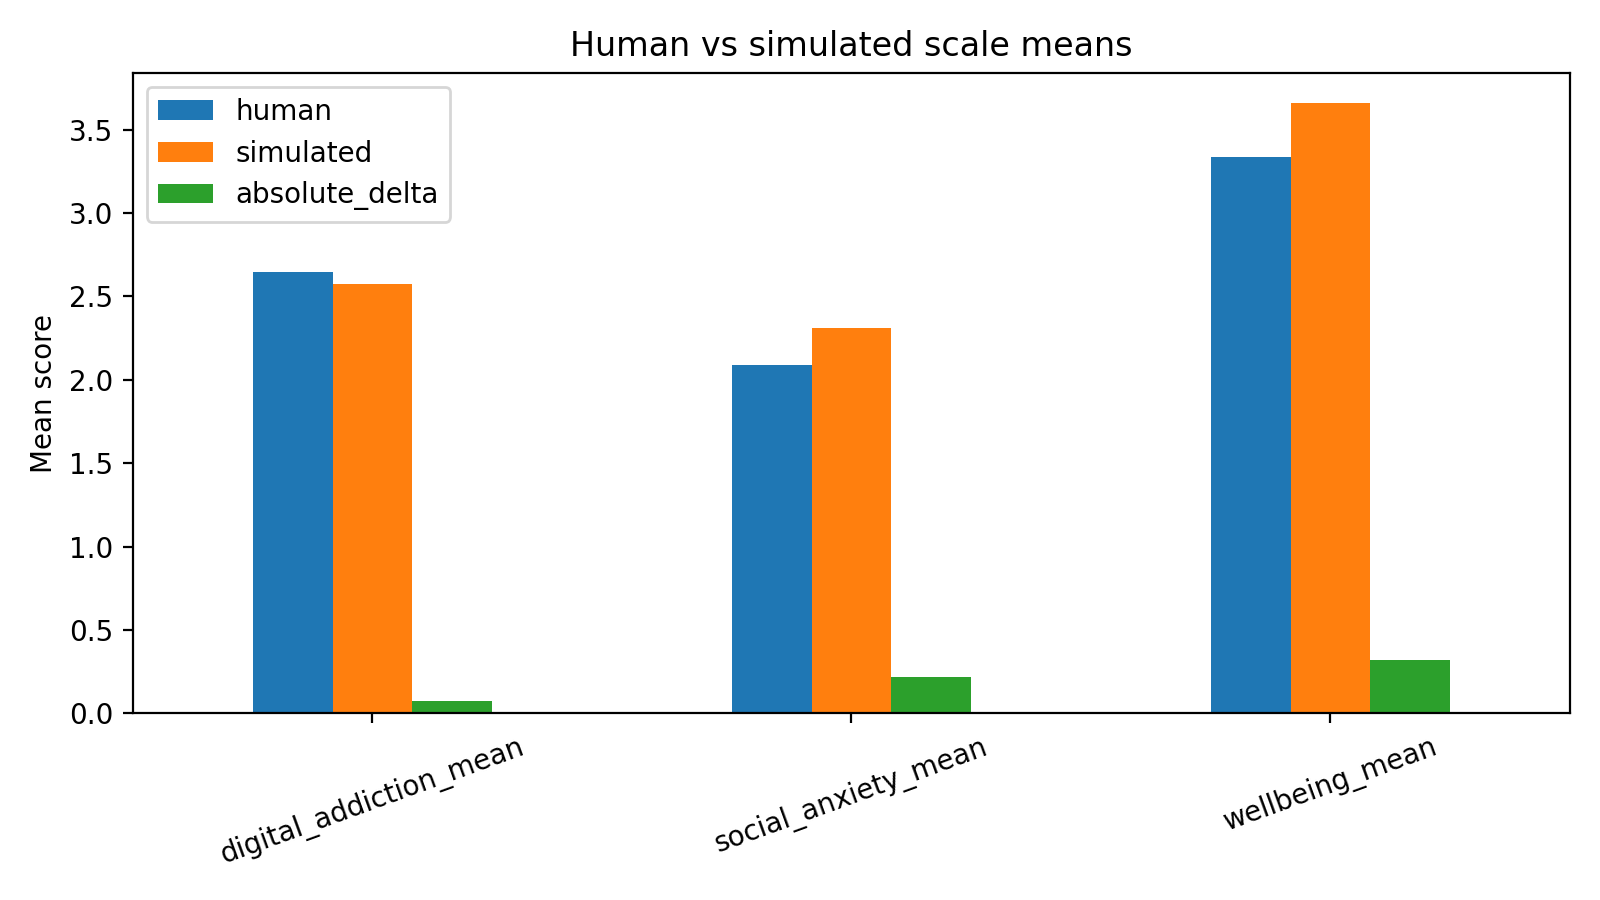 Human vs simulated scale means
human
simulated
absolute_delta
Mean score
3.5
3.0
2.5
2.0
1.5
1.0
0.5
0.0
digital_addiction_mean
social_anxiety_mean
wellbeing_mean